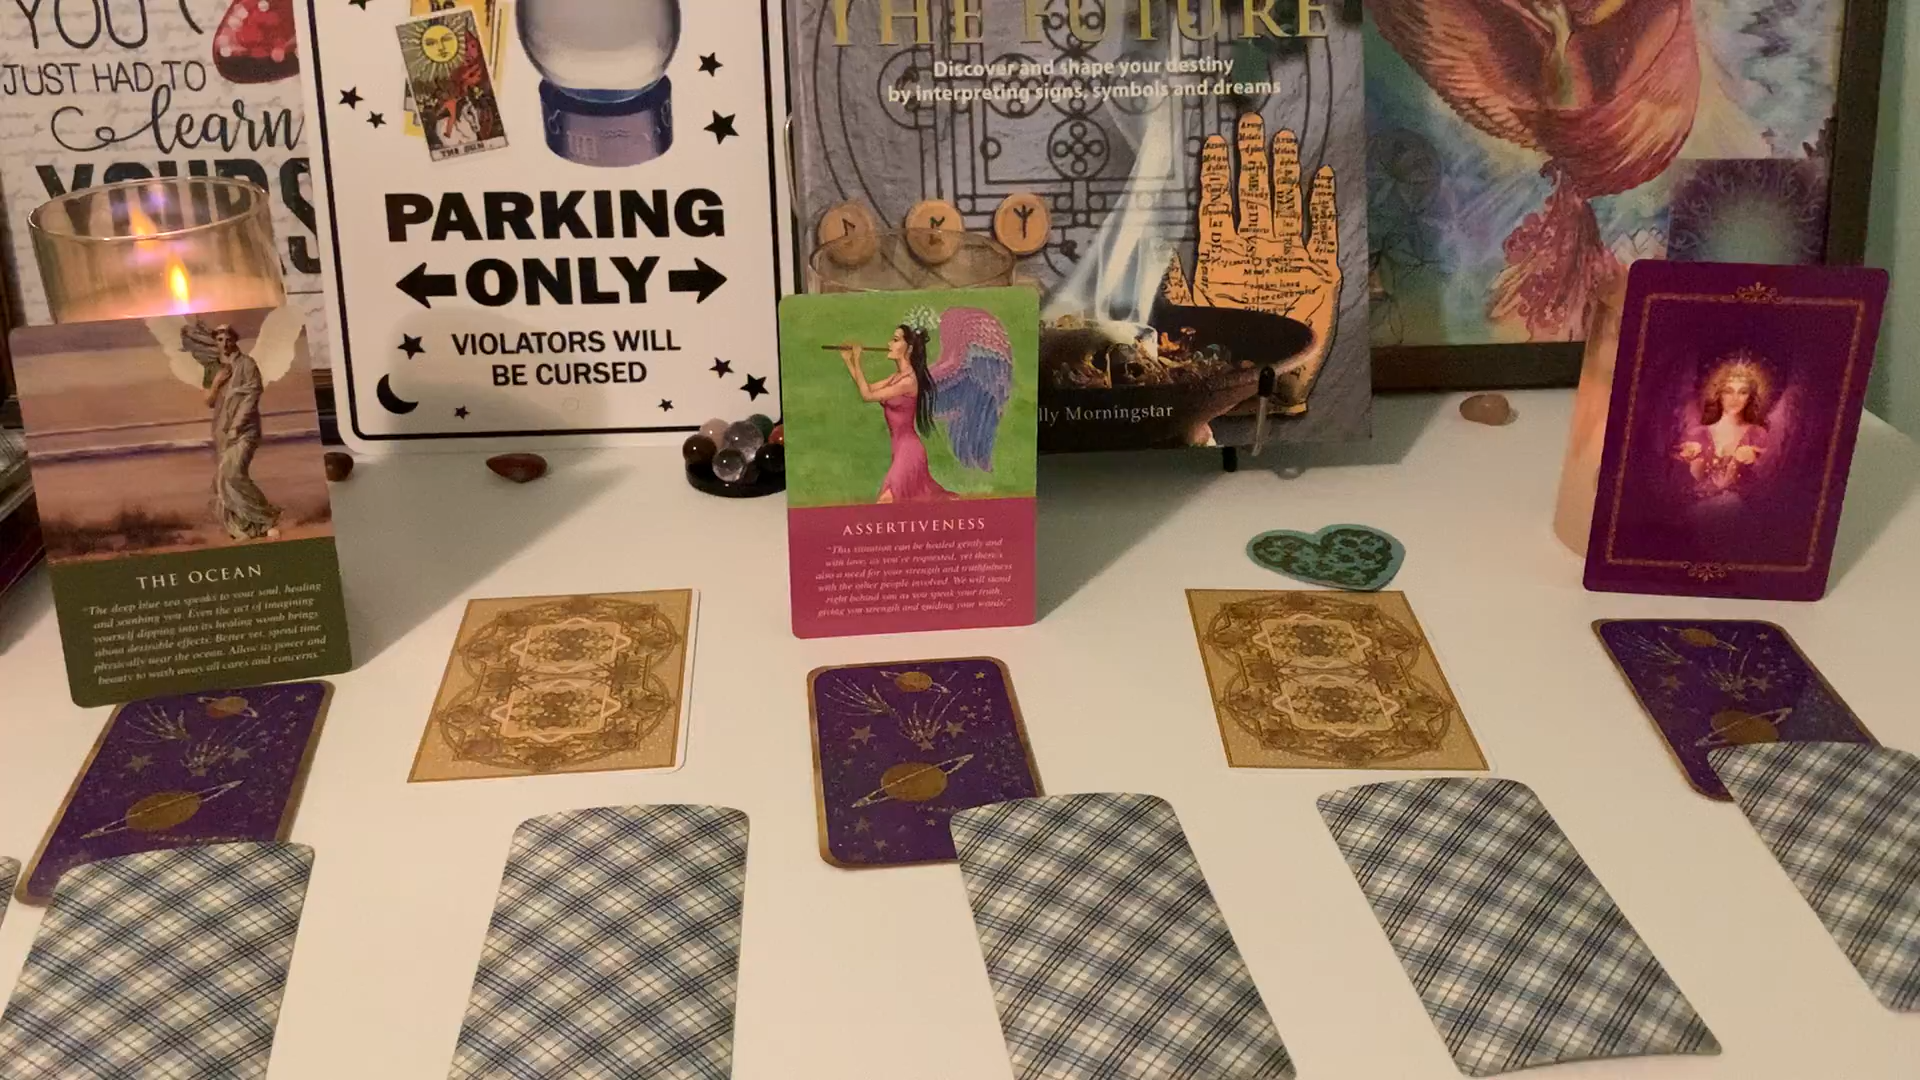 YOU
JUST HAD TO
learn
YOURS
THE SUN
PARKING
ONLY
VIOLATORS WILL
BE CURSED
THE FUTURE
Discover and shape your destiny
by interpreting signs, symbols and dreams
lly Morningstar
THE OCEAN
"The deep blue sea speaks to your soul, healing
and soothing you. Even the act of imagining
yourself dipping into its healing womb brings
about desirable effects. Better yet, spend time
physically near the ocean. Allow its power and
beauty to wash away all cares and concerns."
ASSERTIVENESS
"This situation can be healed gently and
with love, as you've requested, yet there's
also a need for your strength and truthfulness
with the other people involved. We will stand
right behind you as you speak your truth,
giving you strength and guiding your words."